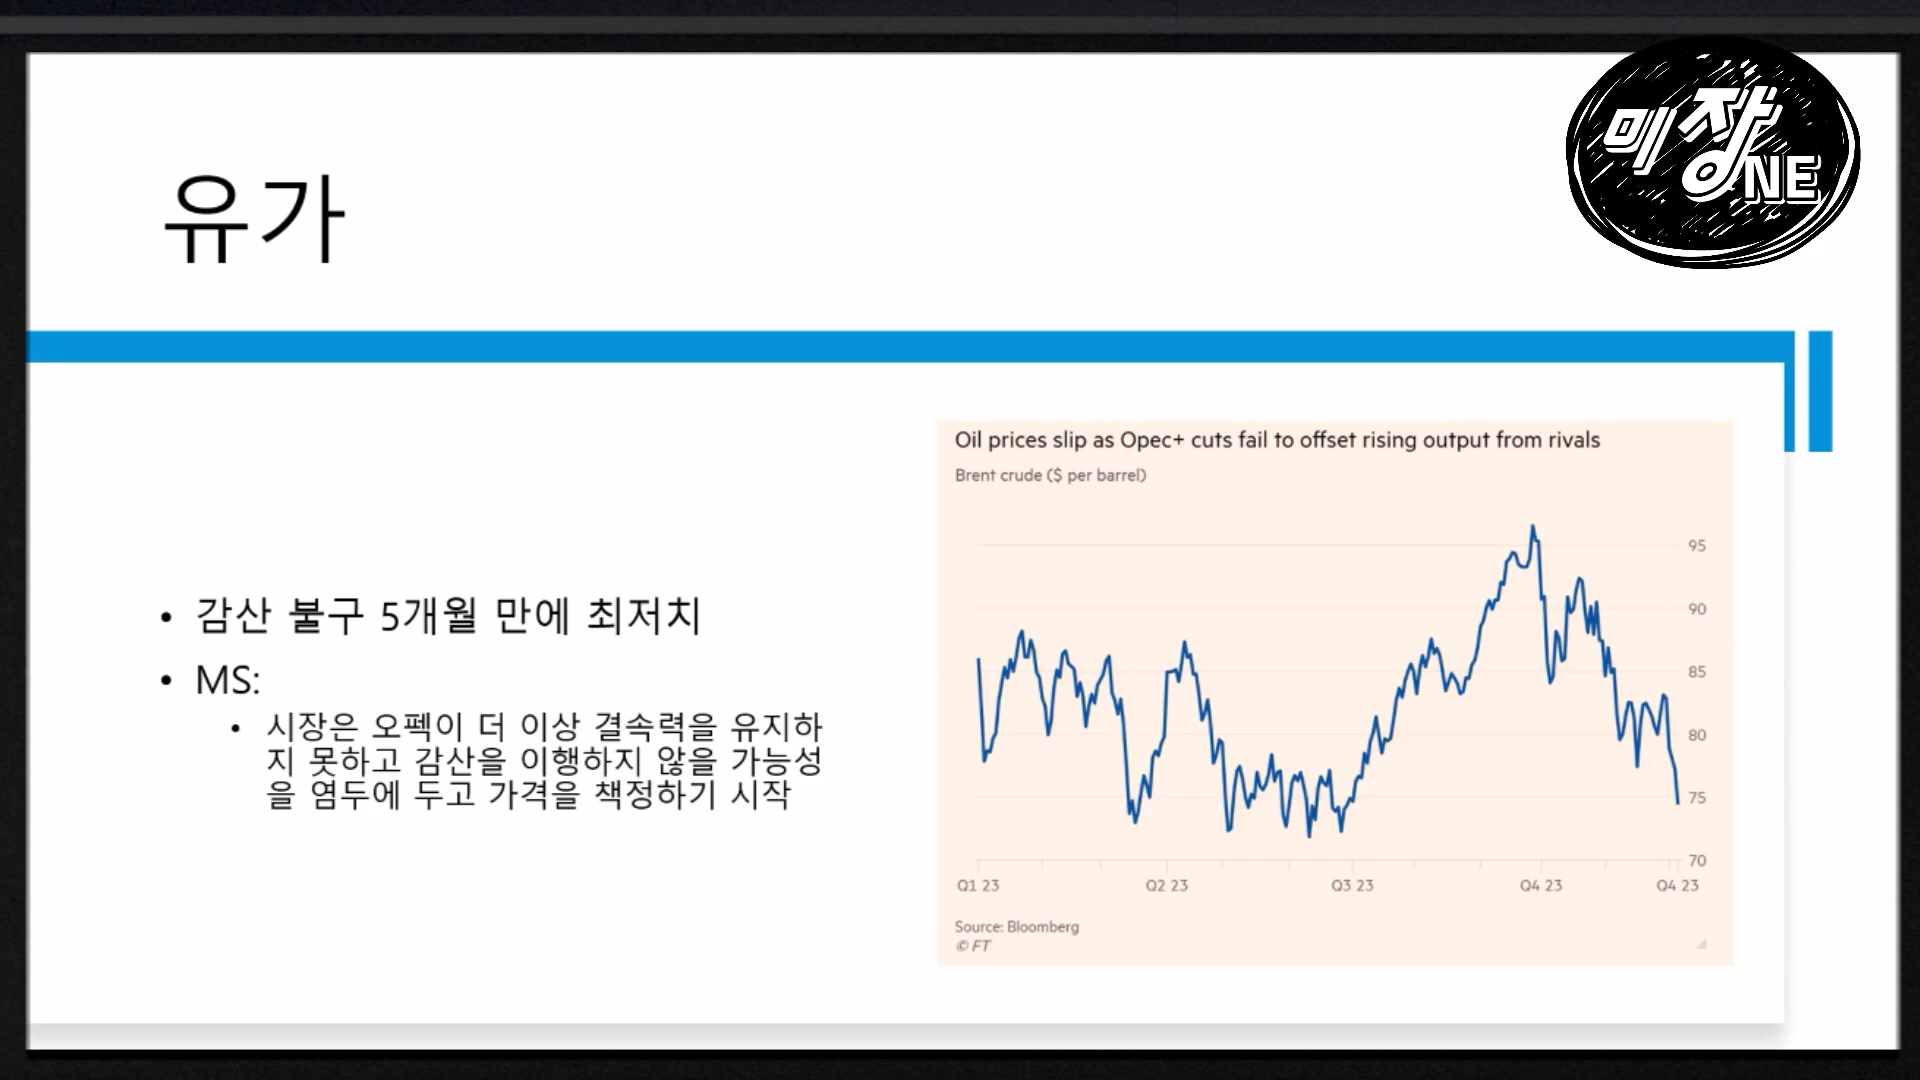 미장NE
유가
• 감산 불구 5개월 만에 최저치
• MS:
• 시장은 오펙이 더 이상 결속력을 유지하
지 못하고 감산을 이행하지 않을 가능성
을 염두에 두고 가격을 책정하기 시작
Oil prices slip as Opec+ cuts fail to offset rising output from rivals
Brent crude ($ per barrel)
95
90
85
80
75
70
Q1 23 Q2 23 Q3 23 Q4 23 Q4 23
Source: Bloomberg
© FT